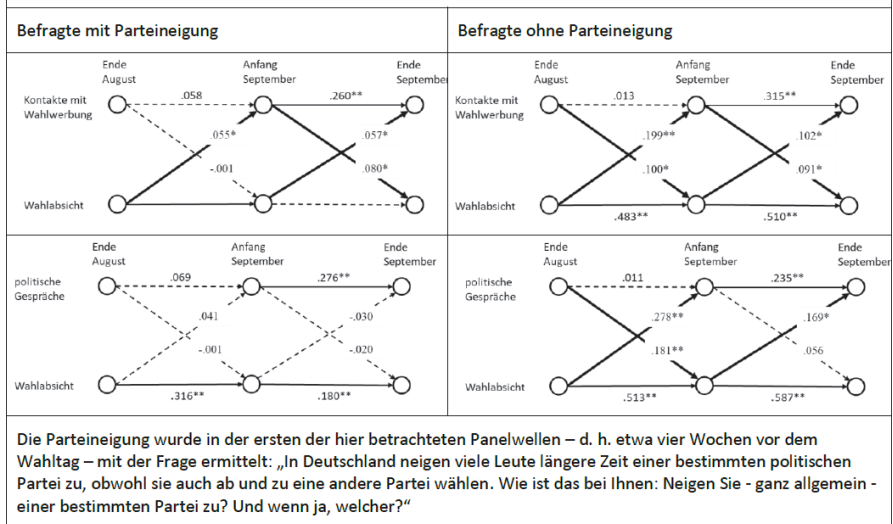 Befragte mit Parteineigung
Ende August
Anfang September
Ende September
Kontakte mit Wahlwerbung
.058
.260**
.055*
-.001
.057*
.080*
Wahlabsicht
Befragte ohne Parteineigung
Ende August
Anfang September
Ende September
Kontakte mit Wahlwerbung
.013
.315**
.199**
.100*
.102*
.091*
Wahlabsicht
.483**
.510**
Ende August
Anfang September
Ende September
politische Gespräche
.069
.276**
.041
-.001
-.030
-.020
Wahlabsicht
.316**
.180**
Ende August
Anfang September
Ende September
politische Gespräche
.011
.235**
.278**
.181**
.169*
.056
Wahlabsicht
.513**
.587**
Die Parteineigung wurde in der ersten der hier betrachteten Panelwellen – d. h. etwa vier Wochen vor dem
Wahltag – mit der Frage ermittelt: „In Deutschland neigen viele Leute längere Zeit einer bestimmten politischen
Partei zu, obwohl sie auch ab und zu eine andere Partei wählen. Wie ist das bei Ihnen: Neigen Sie - ganz allgemein -
einer bestimmten Partei zu? Und wenn ja, welcher?“